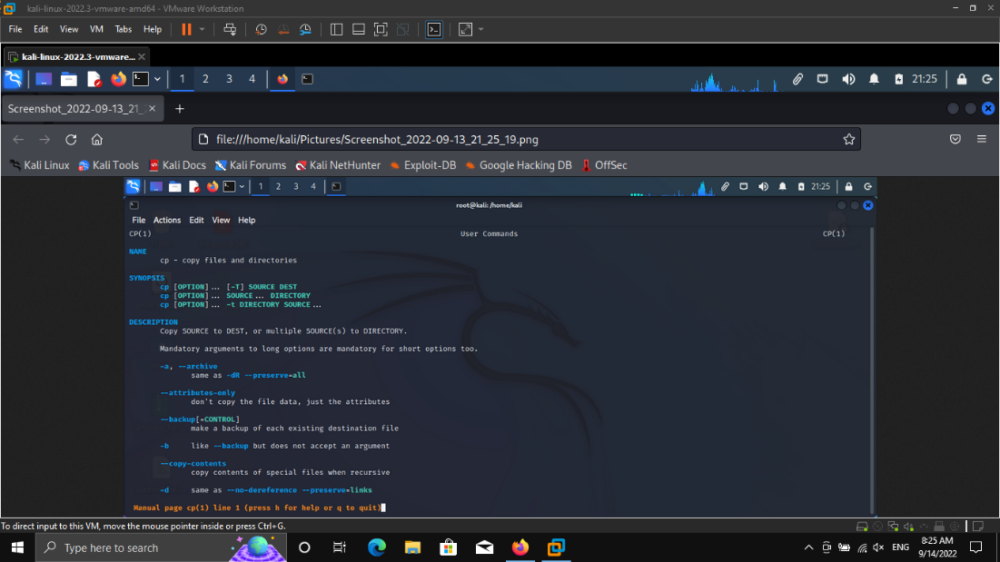 kali-linux-2022.3-vmware-amd64 - VMware Workstation
File Edit View VM Tabs Help
kali-linux-2022.3-vmware...
1 2 3 4 21:25
Screenshot_2022-09-13_21_
file:///home/kali/Pictures/Screenshot_2022-09-13_21_25_19.png
Kali Linux Kali Tools Kali Docs Kali Forums Kali NetHunter Exploit-DB Google Hacking DB OffSec
1 2 3 4 21:25
root@kali: /home/kali
File Actions Edit View Help
CP(1) User Commands CP(1)
NAME
cp - copy files and directories
SYNOPSIS
cp [OPTION]... [-T] SOURCE DEST
cp [OPTION]... SOURCE... DIRECTORY
cp [OPTION]... -t DIRECTORY SOURCE...
DESCRIPTION
Copy SOURCE to DEST, or multiple SOURCE(s) to DIRECTORY.
Mandatory arguments to long options are mandatory for short options too.
-a, --archive
same as -dR --preserve=all
--attributes-only
don't copy the file data, just the attributes
--backup[=CONTROL]
make a backup of each existing destination file
-b like --backup but does not accept an argument
--copy-contents
copy contents of special files when recursive
-d same as --no-dereference --preserve=links
Manual page cp(1) line 1 (press h for help or q to quit)
To direct input to this VM, move the mouse pointer inside or press Ctrl+G.
Type here to search
ENG
8:25 AM
9/14/2022